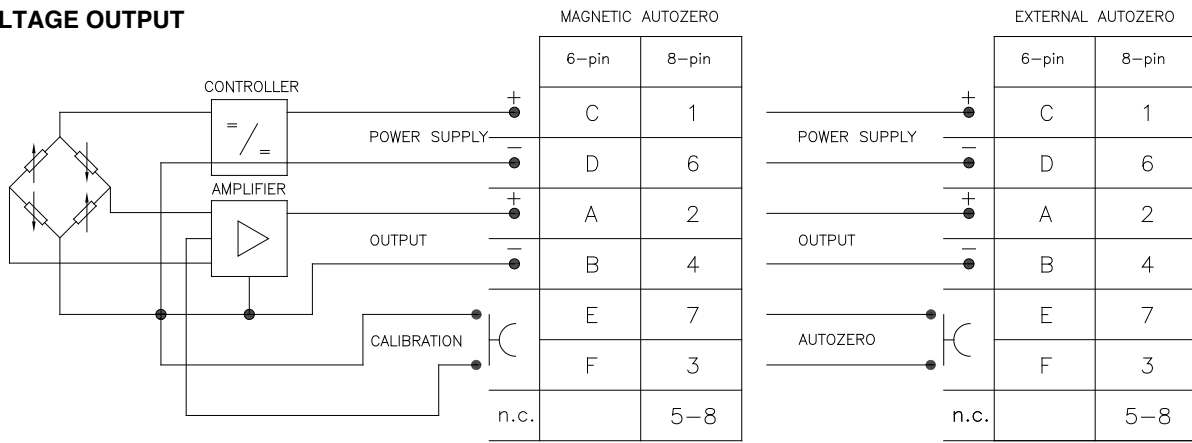 LTAGE OUTPUT
MAGNETIC AUTOZERO
EXTERNAL AUTOZERO
6-pin 8-pin
6-pin 8-pin
CONTROLLER
= / =
POWER SUPPLY
+ C 1
− D 6
POWER SUPPLY
+ C 1
− D 6
AMPLIFIER
OUTPUT
+ A 2
− B 4
OUTPUT
+ A 2
− B 4
CALIBRATION
E 7
F 3
AUTOZERO
E 7
F 3
n.c. 5-8
n.c. 5-8